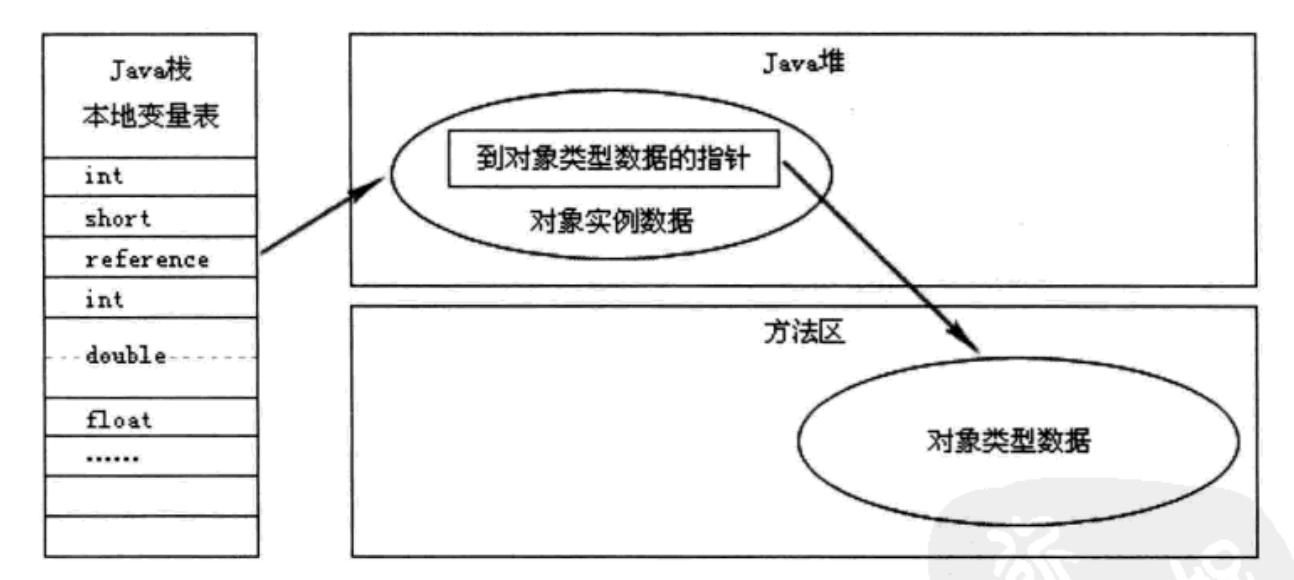 Java栈
本地变量表
int
short
reference
int
double
float
······
Java堆
到对象类型数据的指针
对象实例数据
方法区
对象类型数据